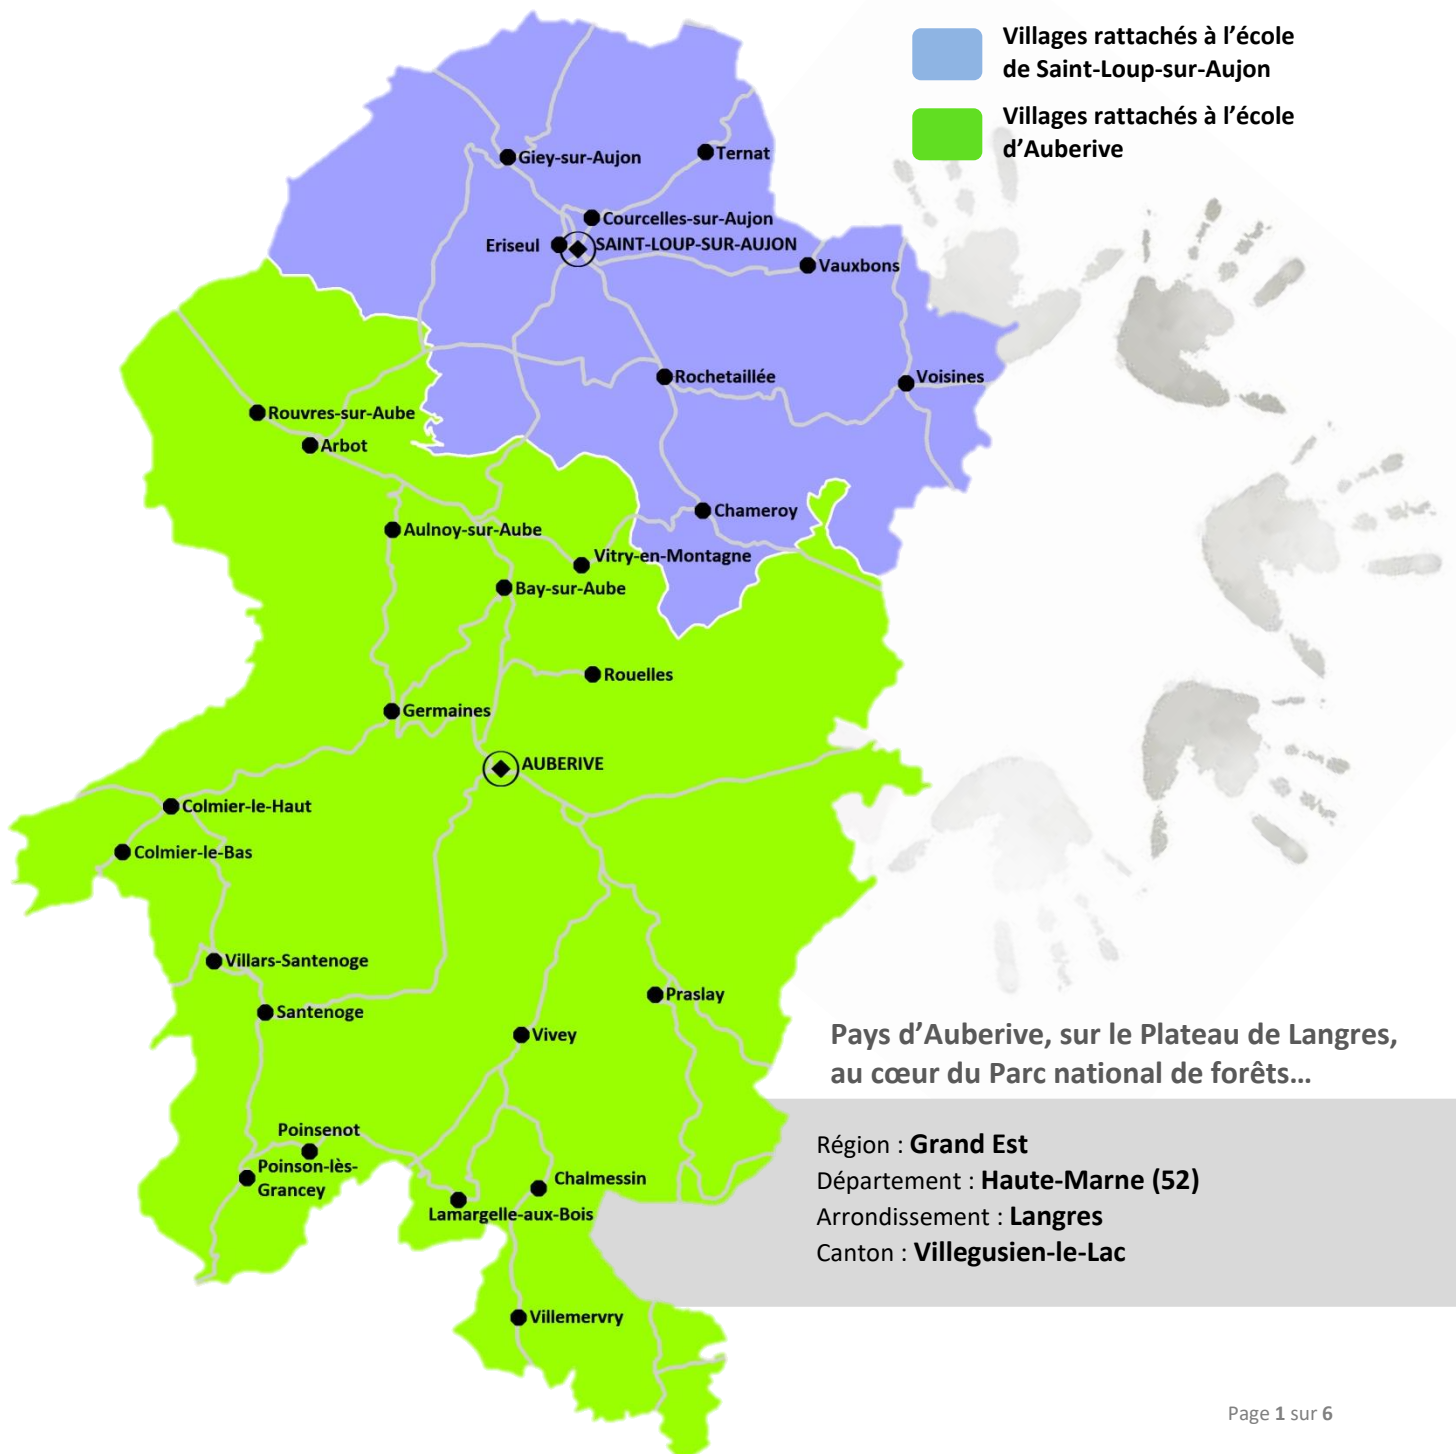 Villages rattachés à l’école
de Saint-Loup-sur-Aujon
Villages rattachés à l’école
d’Auberive
Giey-sur-Aujon
Ternat
Courcelles-sur-Aujon
Eriseul
SAINT-LOUP-SUR-AUJON
Vauxbons
Rochetaillée
Voisines
Rouvres-sur-Aube
Arbot
Chameroy
Aulnoy-sur-Aube
Vitry-en-Montagne
Bay-sur-Aube
Rouelles
Germaines
AUBERIVE
Colmier-le-Haut
Colmier-le-Bas
Villars-Santenoge
Santenoge
Praslay
Vivey
Poinsenot
Poinson-lès-
Grancey
Chalmessin
Lamargelle-aux-Bois
Villemervry
Pays d’Auberive, sur le Plateau de Langres,
au cœur du Parc national de forêts…
Région : Grand Est
Département : Haute-Marne (52)
Arrondissement : Langres
Canton : Villegusien-le-Lac
Page 1 sur 6